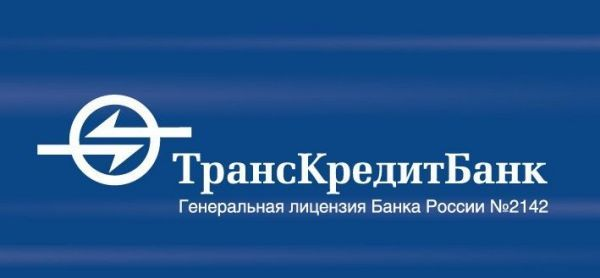 ТрансКредитБанк
Генеральная лицензия Банка России №2142